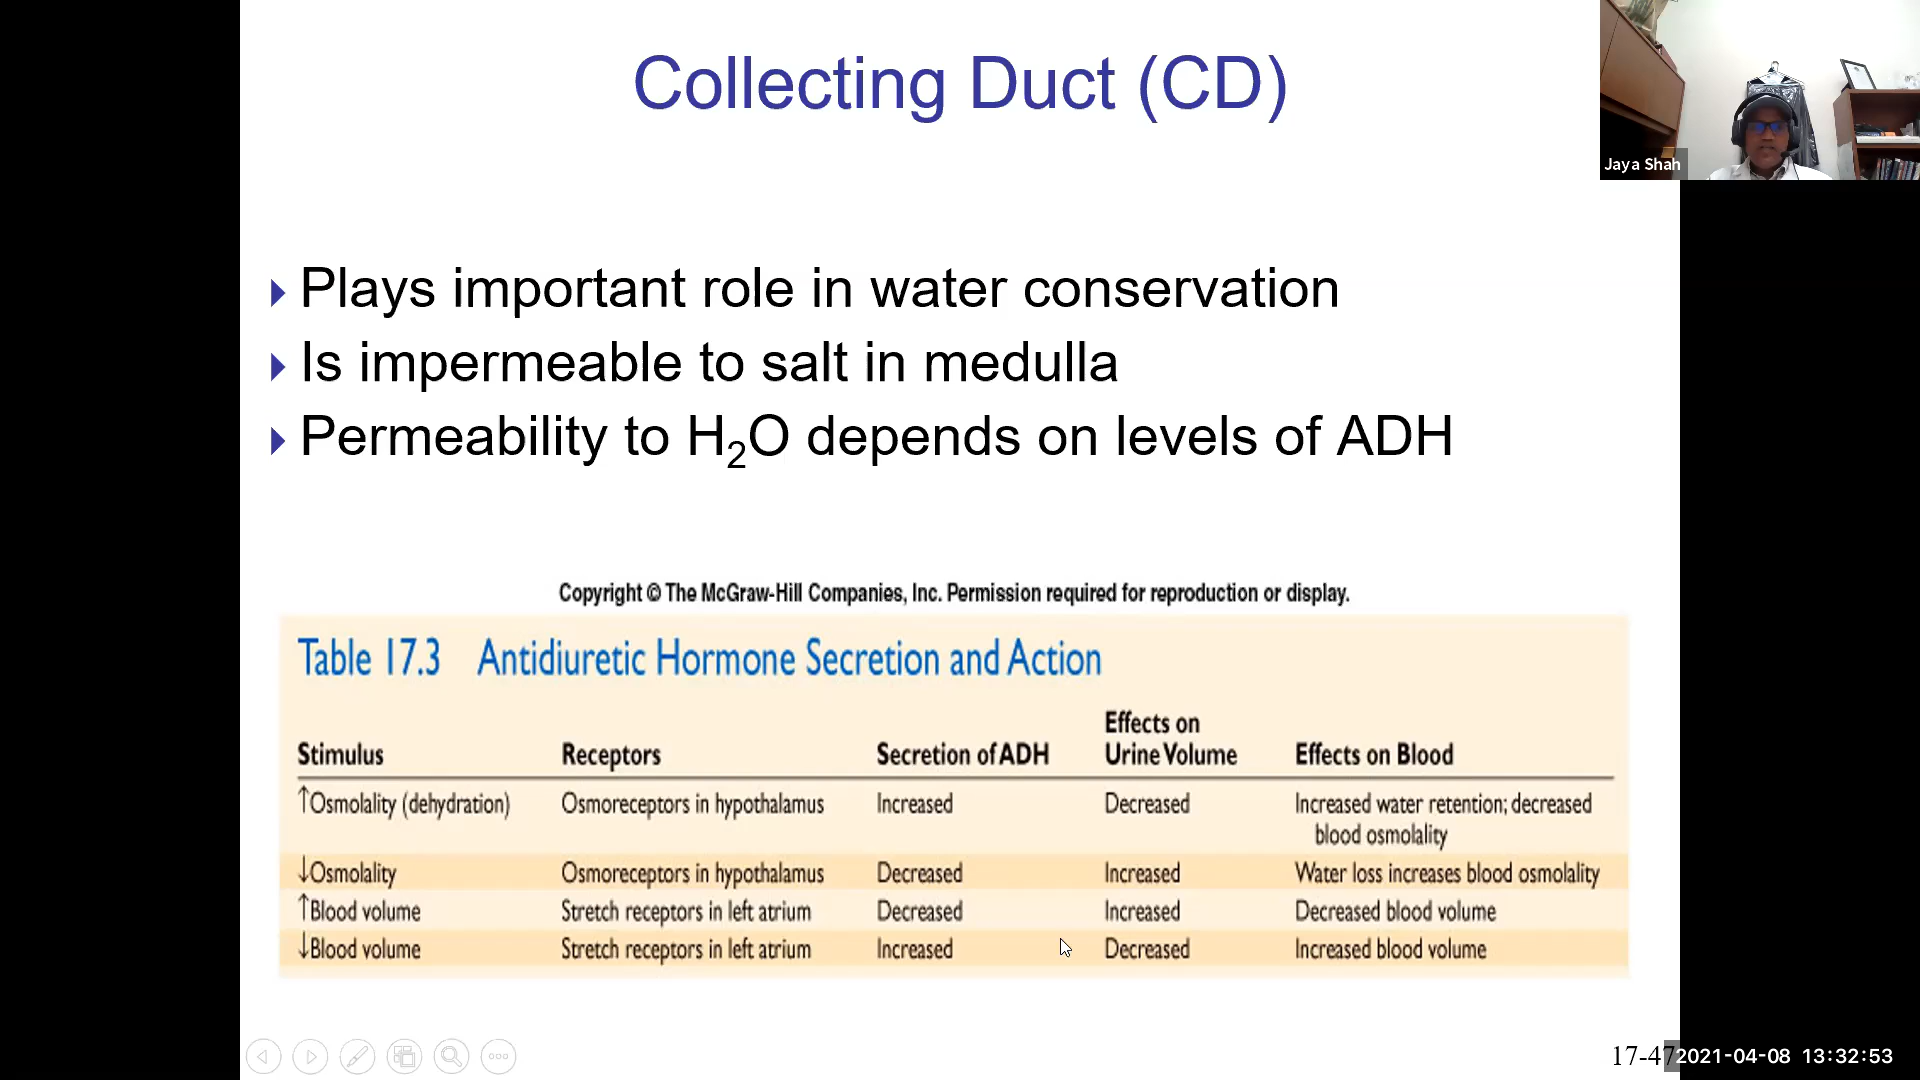 Collecting Duct (CD)
Jaya Shah
Plays important role in water conservation
Is impermeable to salt in medulla
Permeability to H₂O depends on levels of ADH
Copyright © The McGraw-Hill Companies, Inc. Permission required for reproduction or display.
Table 17.3 Antidiuretic Hormone Secretion and Action
Stimulus Receptors Secretion of ADH Effects on Urine Volume Effects on Blood
↑Osmolality (dehydration) Osmoreceptors in hypothalamus Increased Decreased Increased water retention; decreased
blood osmolality
↓Osmolality Osmoreceptors in hypothalamus Decreased Increased Water loss increases blood osmolality
↑Blood volume Stretch receptors in left atrium Decreased Increased Decreased blood volume
↓Blood volume Stretch receptors in left atrium Increased Decreased Increased blood volume
17-47
2021-04-08 13:32:53